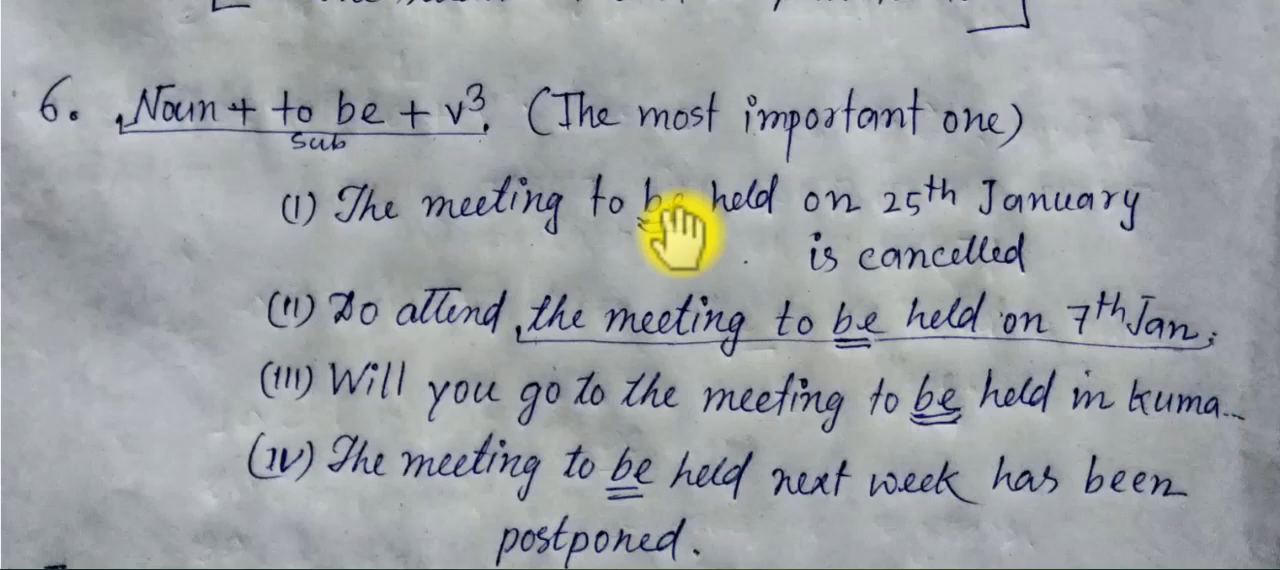 6. Noun + to be + v3. (The most important one)
Sub
(I) The meeting to be held on 25th January
is cancelled
(II) Do attend, the meeting to be held on 7th Jan.
(III) Will you go to the meeting to be held in kuma...
(IV) The meeting to be held next week has been
postponed.